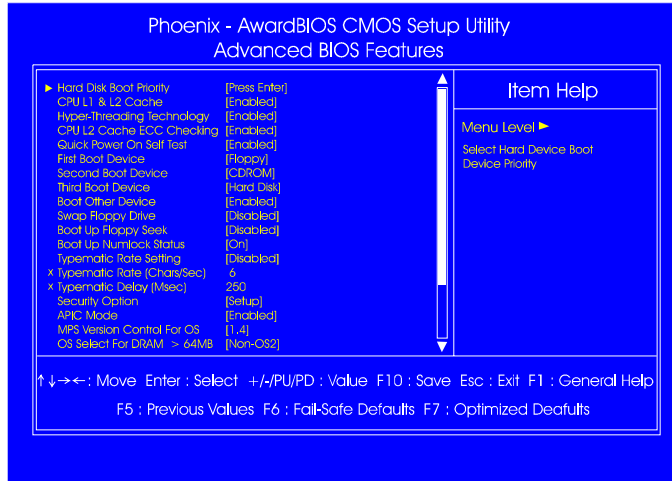 Phoenix - AwardBIOS CMOS Setup Utility
Advanced BIOS Features
► Hard Disk Boot Priority [Press Enter]
CPU L1 & L2 Cache [Enabled]
Hyper-Threading Technology [Enabled]
CPU L2 Cache ECC Checking [Enabled]
Quick Power On Self Test [Enabled]
First Boot Device [Floppy]
Second Boot Device [CDROM]
Third Boot Device [Hard Disk]
Boot Other Device [Enabled]
Swap Floppy Drive [Disabled]
Boot Up Floppy Seek [Disabled]
Boot Up Numlock Status [On]
Typematic Rate Setting [Disabled]
x Typematic Rate (Chars/Sec) 6
x Typematic Delay (Msec) 250
Security Option [Setup]
APIC Mode [Enabled]
MPS Version Control For OS [1.4]
OS Select For DRAM > 64MB [Non-OS2]
Item Help
Menu Level ►
Select Hard Device Boot
Device Priority
↑↓→←: Move Enter : Select +/-/PU/PD : Value F10 : Save Esc : Exit F1 : General Help
F5 : Previous Values F6 : Fail-Safe Defaults F7 : Optimized Deafults